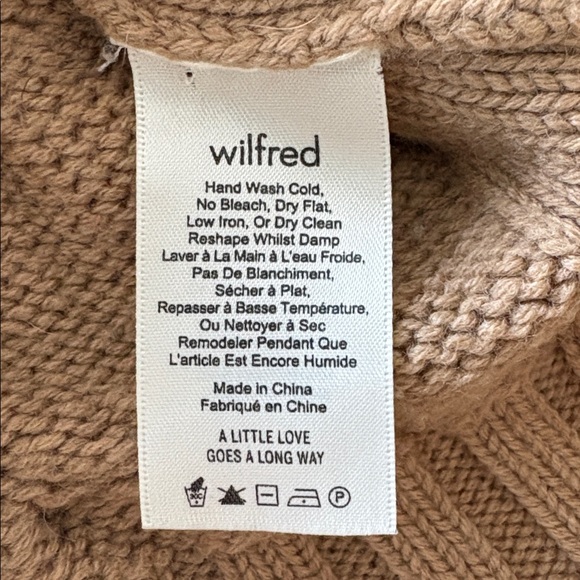 wilfred
Hand Wash Cold,
No Bleach, Dry Flat,
Low Iron, Or Dry Clean
Reshape Whilst Damp
Laver à La Main à L'eau Froide,
Pas De Blanchiment,
Sécher à Plat,
Repasser à Basse Température,
Ou Nettoyer à Sec
Remodeler Pendant Que
L'article Est Encore Humide
Made in China
Fabriqué en Chine
A LITTLE LOVE
GOES A LONG WAY
30C P